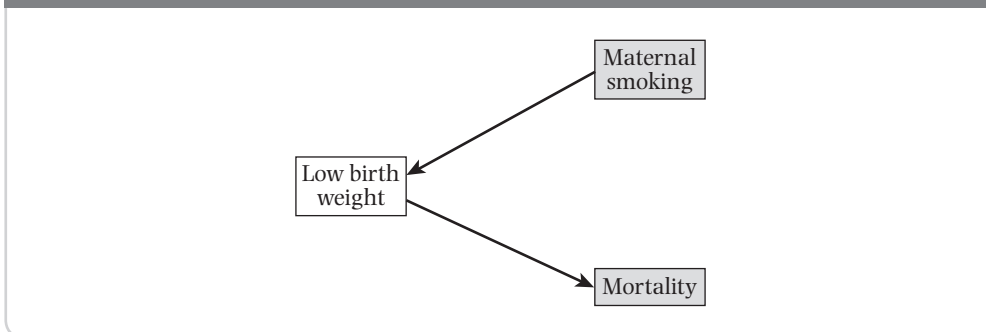 Maternal
smoking
Low birth
weight
Mortality